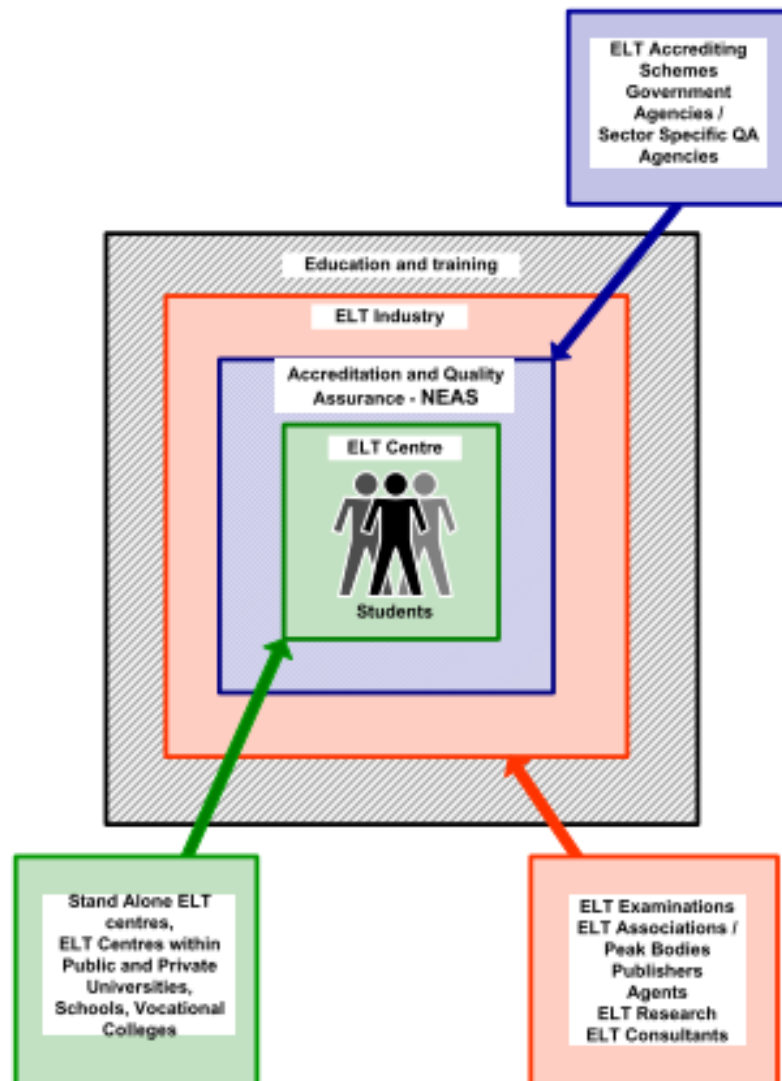 ELT Accrediting
Schemes
Government
Agencies /
Sector Specific QA
Agencies
Education and training
ELT Industry
Accreditation and Quality
Assurance - NEAS
ELT Centre
Students
Stand Alone ELT
centres,
ELT Centres within
Public and Private
Universities,
Schools, Vocational
Colleges
ELT Examinations
ELT Associations /
Peak Bodies
Publishers
Agents
ELT Research
ELT Consultants